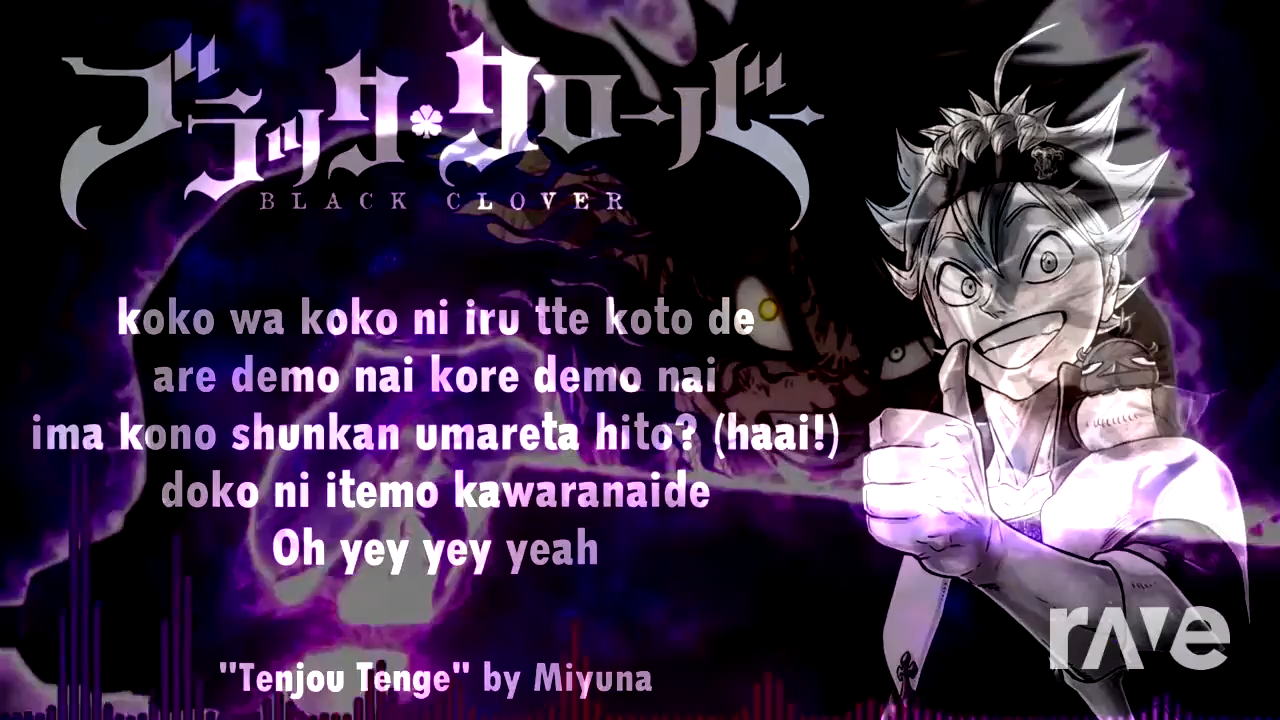 ブラック・クローバー
BLACK CLOVER
koko wa koko ni iru tte koto de
are demo nai kore demo nai
ima kono shunkan umareta hito? (haai!)
doko ni itemo kawaranaide
Oh yey yey yeah
"Tenjou Tenge" by Miyuna
rave